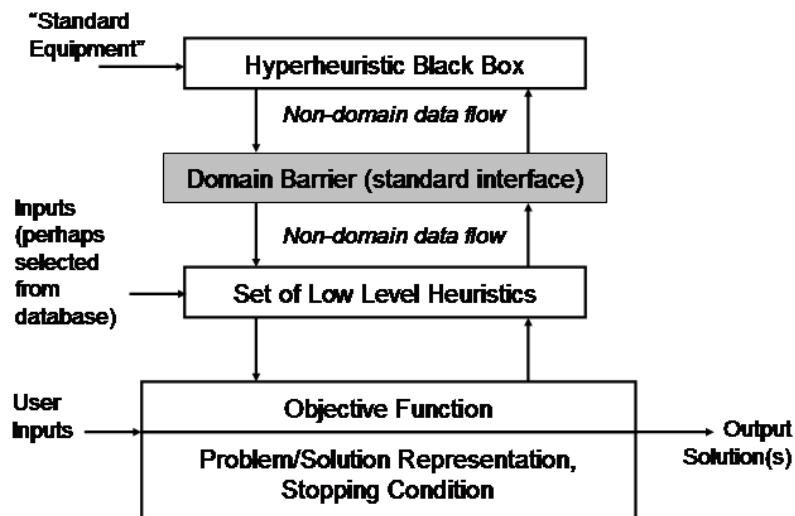 “Standard
Equipment”
Hyperheuristic Black Box
Non-domain data flow
Domain Barrier (standard interface)
Inputs
(perhaps
selected
from
database)
Non-domain data flow
Set of Low Level Heuristics
User
Inputs
Objective Function
Problem/Solution Representation,
Stopping Condition
Output
Solution(s)